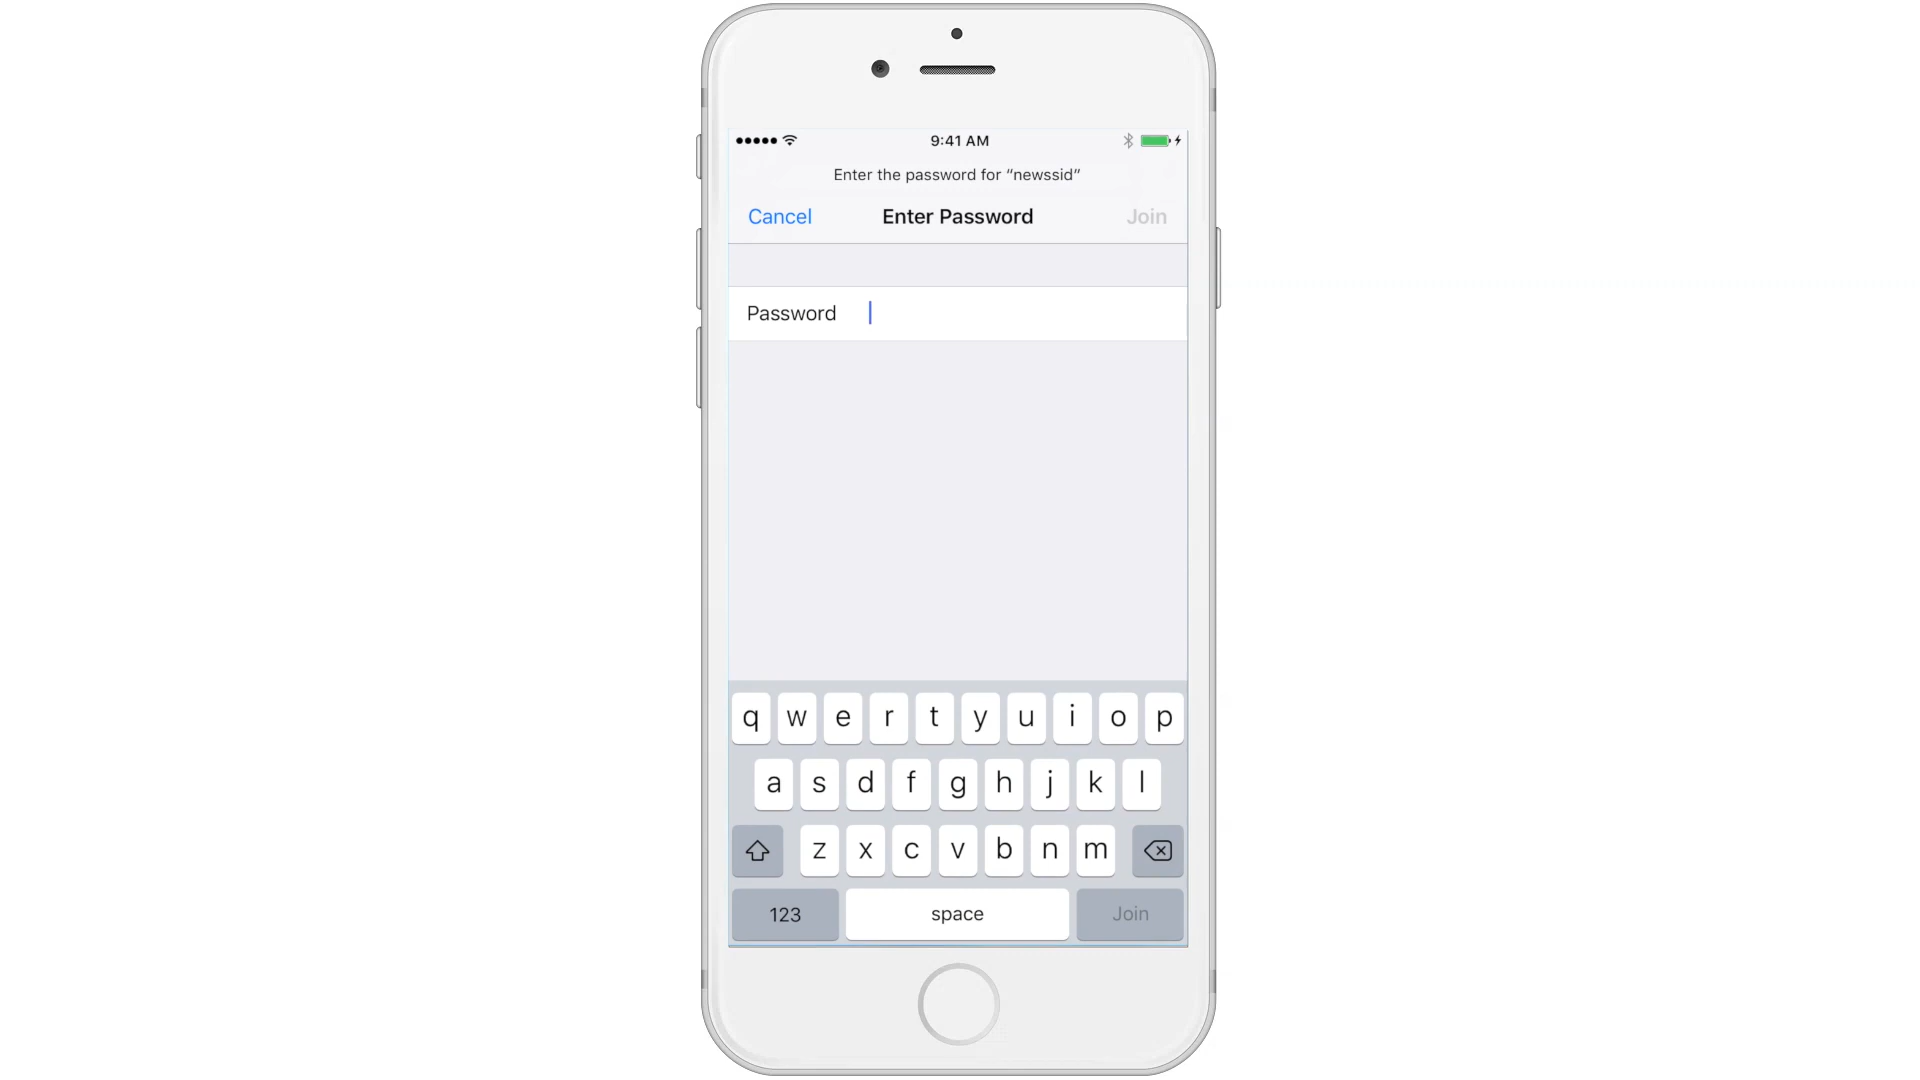 9:41 AM
Enter the password for “newssid”
Cancel Enter Password Join
Password
q w e r t y u i o p
a s d f g h j k l
z x c v b n m
123 space Join